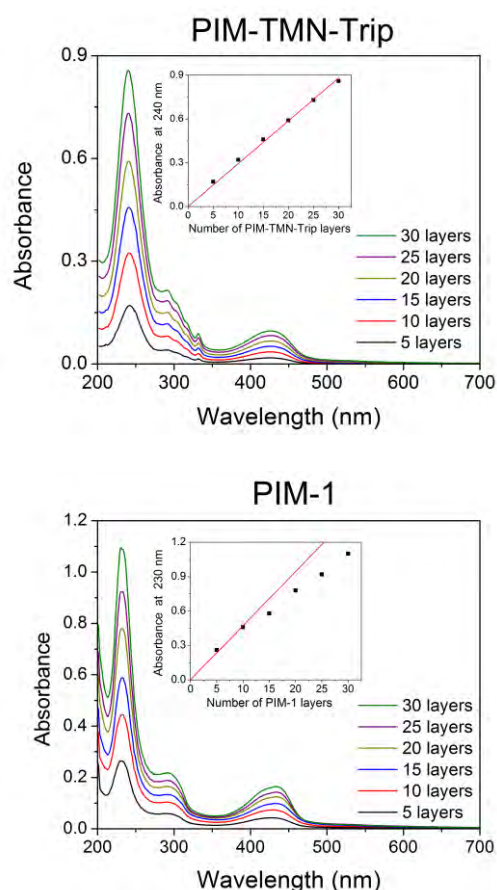 PIM-TMN-Trip
0.9
0.6
0.3
0.0
Absorbance
200 300 400 500 600 700
Wavelength (nm)
0.9
0.6
0.3
0.0
Absorbance at 240 nm
0 5 10 15 20 25 30
Number of PIM-TMN-Trip layers
30 layers
25 layers
20 layers
15 layers
10 layers
5 layers
PIM-1
1.2
1.0
0.8
0.6
0.4
0.2
0.0
Absorbance
200 300 400 500 600 700
Wavelength (nm)
1.2
0.9
0.6
0.3
0.0
Absorbance at 230 nm
0 5 10 15 20 25 30
Number of PIM-1 layers
30 layers
25 layers
20 layers
15 layers
10 layers
5 layers